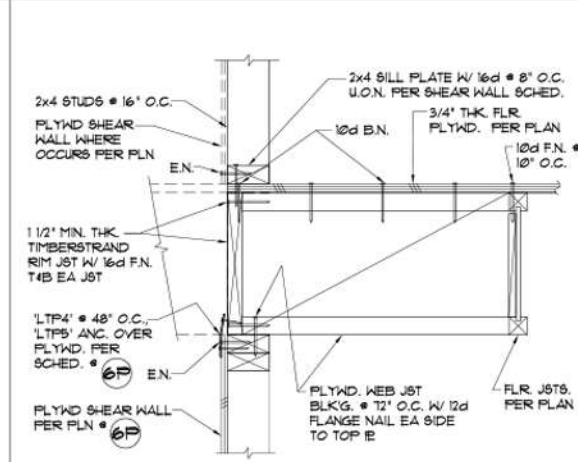 2x4 STUDS @ 16" O.C.
PLYWD SHEAR
WALL WHERE
OCCURS PER PLN
E.N.
2x4 SILL PLATE W/ 16d @ 8" O.C.
U.O.N. PER SHEAR WALL SCHED.
3/4" THK. FLR.
PLYWD. PER PLAN
10d B.N.
10d F.N. @
10" O.C.
1 1/2" MIN. THK.
TIMBERSTRAND
RIM JST W/ 16d F.N.
T&B EA JST
'LTP4' @ 48" O.C.,
'LTP5' ANC. OVER
PLYWD. PER
SCHED. @
6P
E.N.
PLYWD SHEAR WALL
PER PLN @ 6P
PLYWD. WEB JST
BLK'G. @ 72" O.C. W/ 12d
FLANGE NAIL EA SIDE
TO TOP PL
FLR. JSTS.
PER PLAN